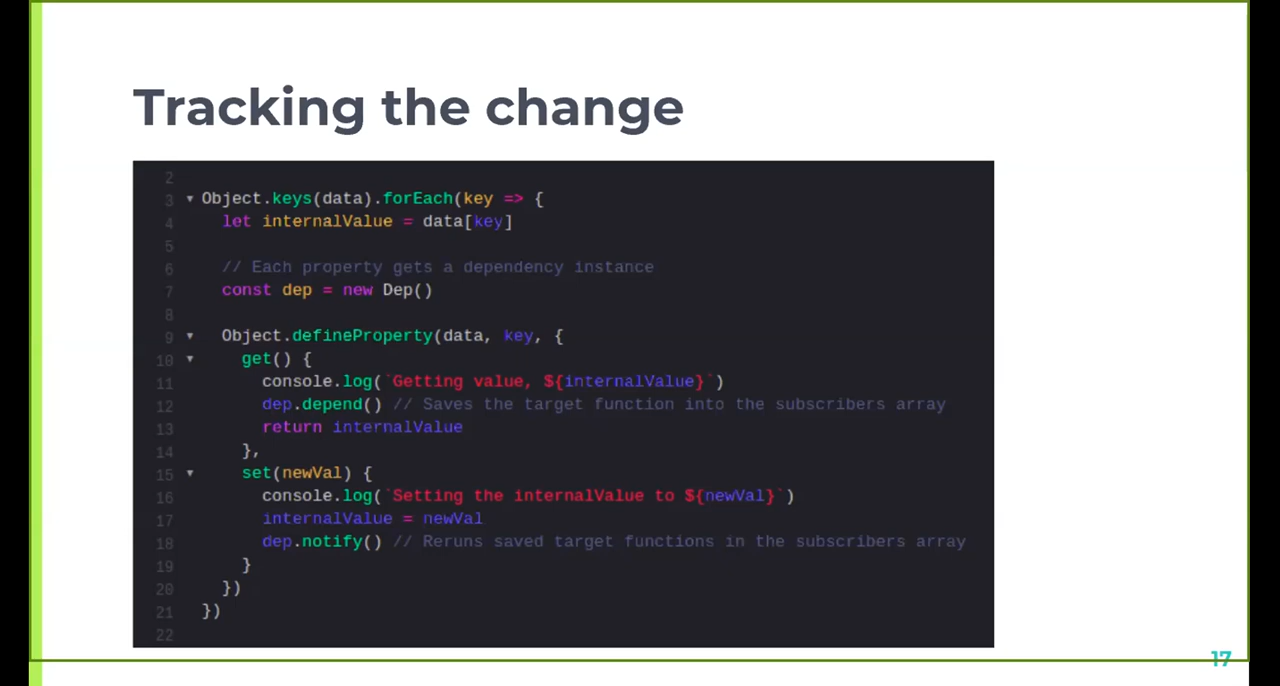 Tracking the change
2
3 ▾ Object.keys(data).forEach(key => {
4 let internalValue = data[key]
5
6 // Each property gets a dependency instance
7 const dep = new Dep()
8
9 ▾ Object.defineProperty(data, key, {
10 ▾ get() {
11 console.log(`Getting value, ${internalValue}`)
12 dep.depend() // Saves the target function into the subscribers array
13 return internalValue
14 },
15 ▾ set(newVal) {
16 console.log(`Setting the internalValue to ${newVal}`)
17 internalValue = newVal
18 dep.notify() // Reruns saved target functions in the subscribers array
19 }
20 })
21 })
22
17